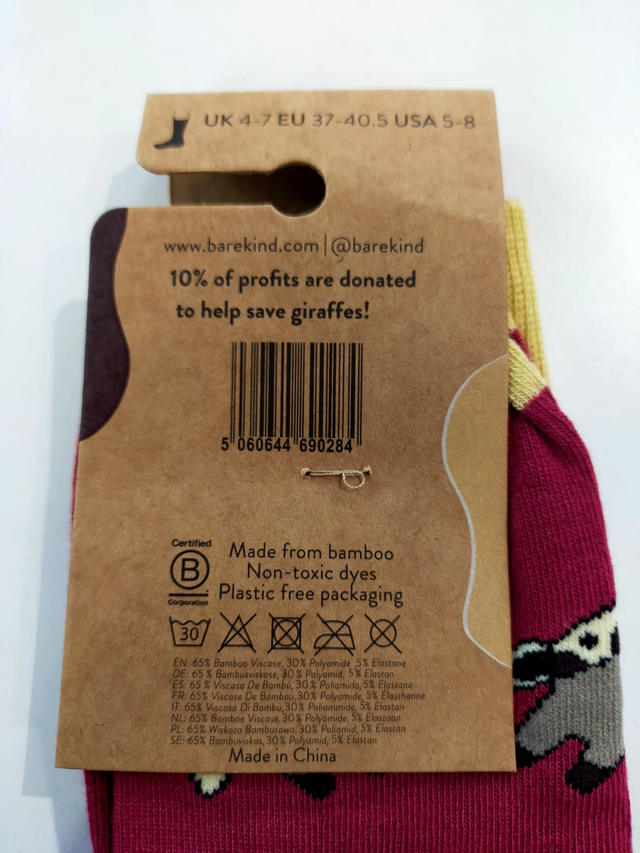 UK 4-7 EU 37-40.5 USA 5-8
www.barekind.com | @barekind
10% of profits are donated
to help save giraffes!
5 060644 690284
Certified
B
Corporation
Made from bamboo
Non-toxic dyes
Plastic free packaging
30
EN: 65% Bamboo Viscose, 30% Polyamide ,5% Elastane
DE: 65 % Bambusviskose, 30% Polyamid, 5% Elastan
ES: 65 % Viscosa De Bambú, 30% Poliamida, 5% Elastano
FR: 65% Viscose De Bambou, 30% Polyamide, 5% Elasthanne
IT: 65% Viscosa Di Bambù, 30% Poliammide, 5% Elastan
NL: 65% Bamboe Viscose, 30% Polyamide, 5% Elastaan
PL: 65% Wiskoza Bambusowa, 30% Poliamid, 5% Elastan
SE: 65% Bambuviskos, 30% Polyamid, 5% Elastan
Made in China